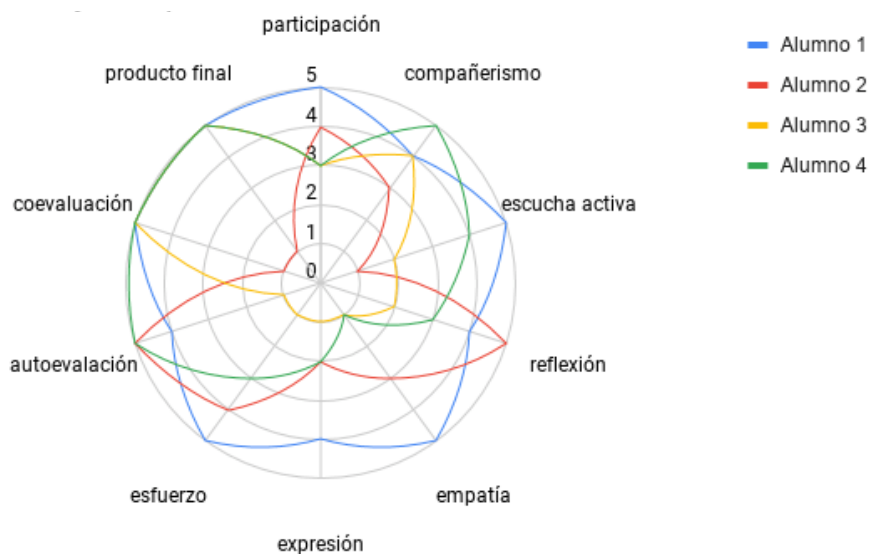 participación
producto final
compañerismo
5
4
3
2
1
0
coevaluación
escucha activa
autoevalación
reflexión
esfuerzo
empatía
expresión
Alumno 1
Alumno 2
Alumno 3
Alumno 4